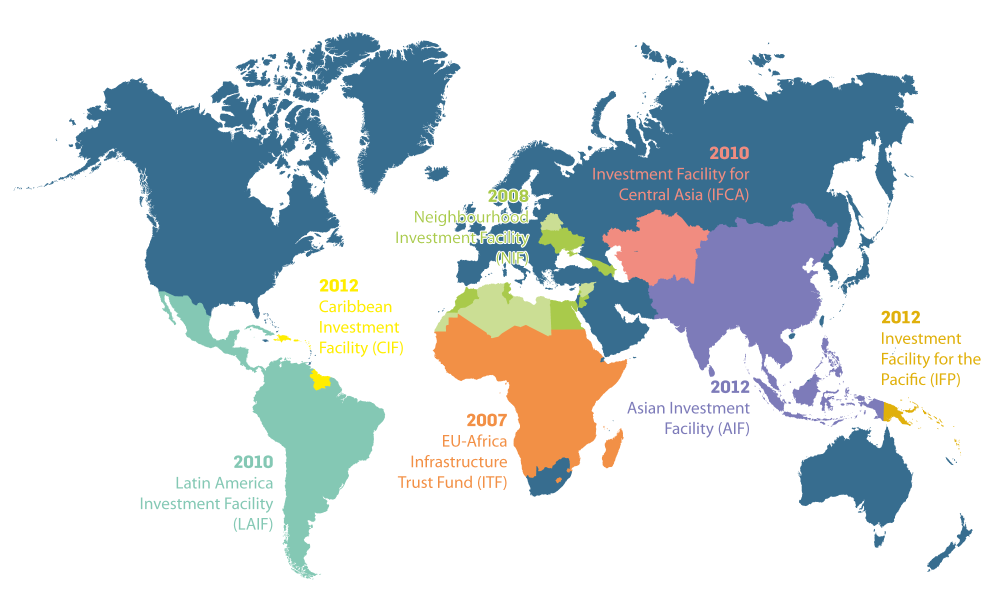 2010
Investment Facility for
Central Asia (IFCA)
2008
Neighbourhood
Investment Facility
(NIF)
2012
Caribbean
Investment
Facility (CIF)
2012
Investment
Facility for the
Pacific (IFP)
2012
Asian Investment
Facility (AIF)
2007
EU-Africa
Infrastructure
Trust Fund (ITF)
2010
Latin America
Investment Facility
(LAIF)